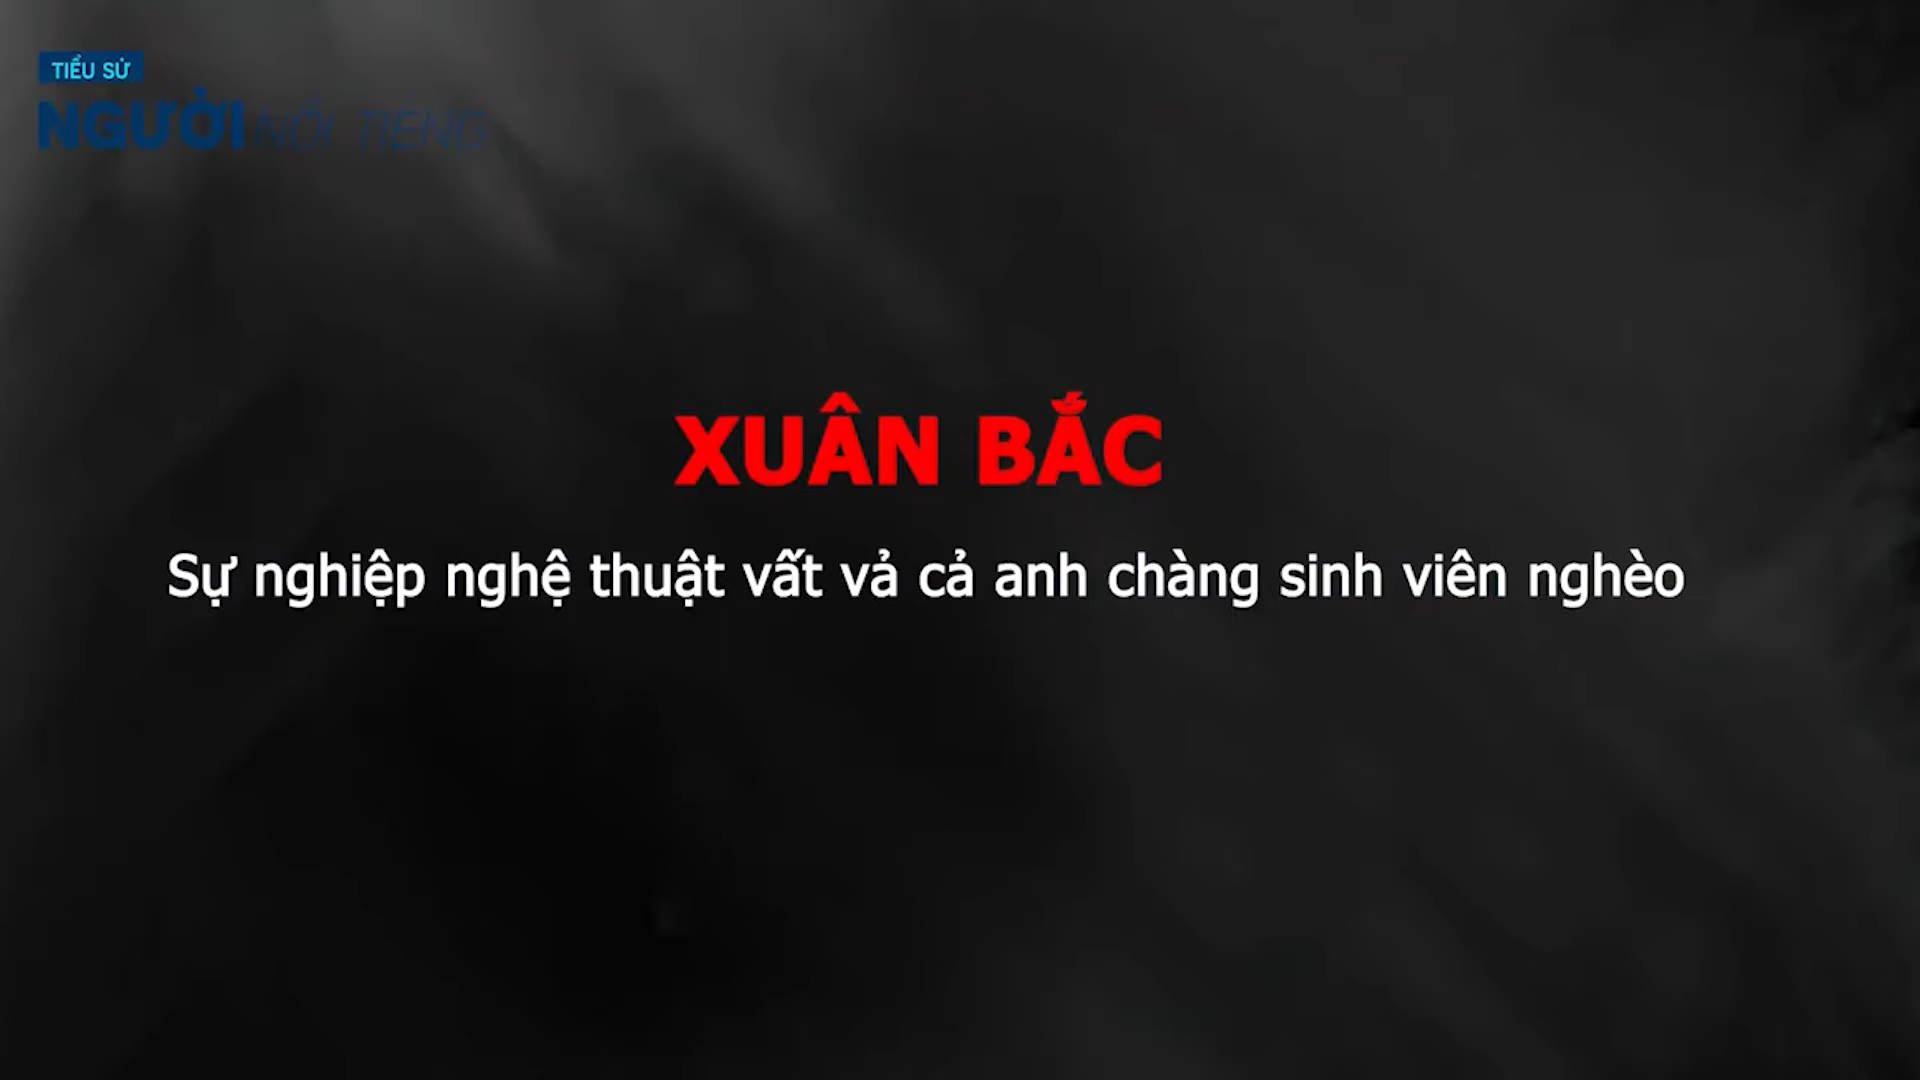 TIỂU SỬ
NGƯỜI NỔI TIẾNG
XUÂN BẮC
Sự nghiệp nghệ thuật vất vả cả anh chàng sinh viên nghèo